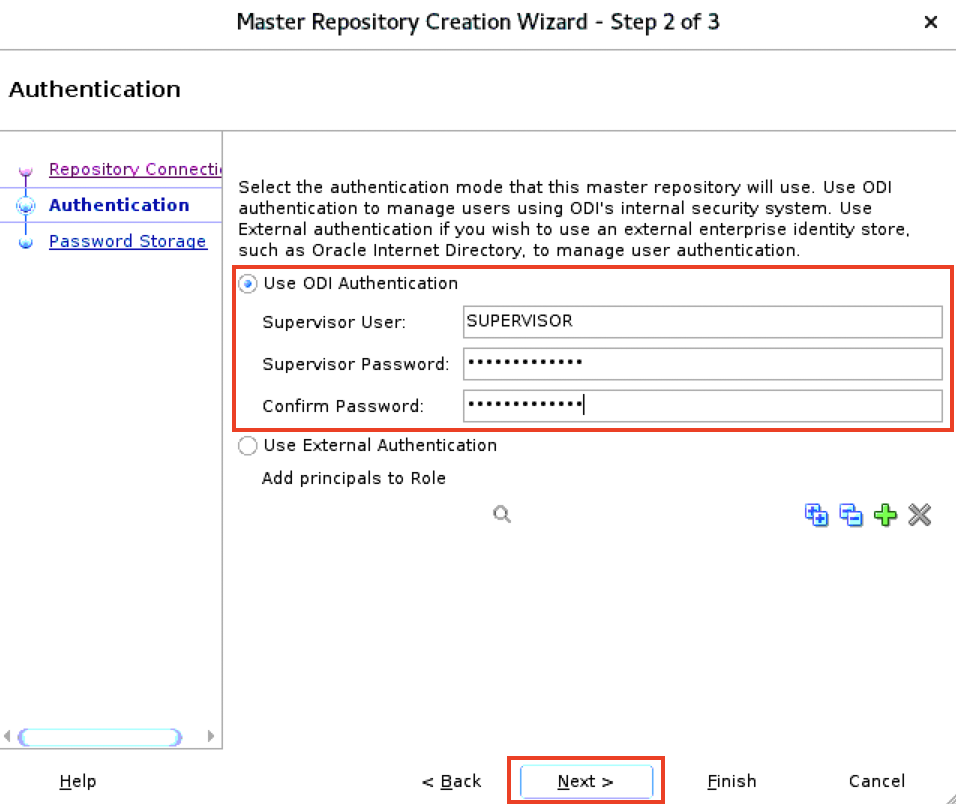 Master Repository Creation Wizard - Step 2 of 3
Authentication
Repository Connecti
Authentication
Password Storage
Select the authentication mode that this master repository will use. Use ODI
authentication to manage users using ODI's internal security system. Use
External authentication if you wish to use an external enterprise identity store,
such as Oracle Internet Directory, to manage user authentication.
Use ODI Authentication
Supervisor User: SUPERVISOR
Supervisor Password: •••••••••••••
Confirm Password: •••••••••••••
Use External Authentication
Add principals to Role
Help < Back Next > Finish Cancel